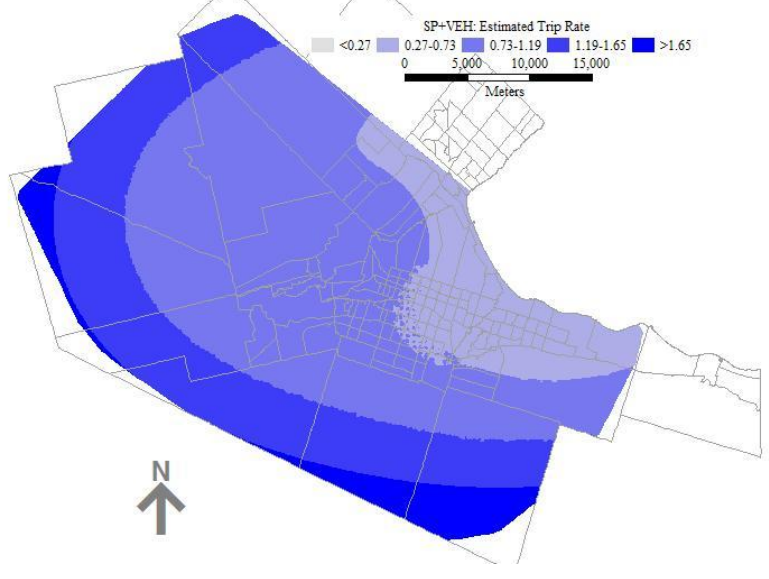 SP+VEH: Estimated Trip Rate
<0.27 0.27-0.73 0.73-1.19 1.19-1.65 >1.65
0 5,000 10,000 15,000
Meters
N